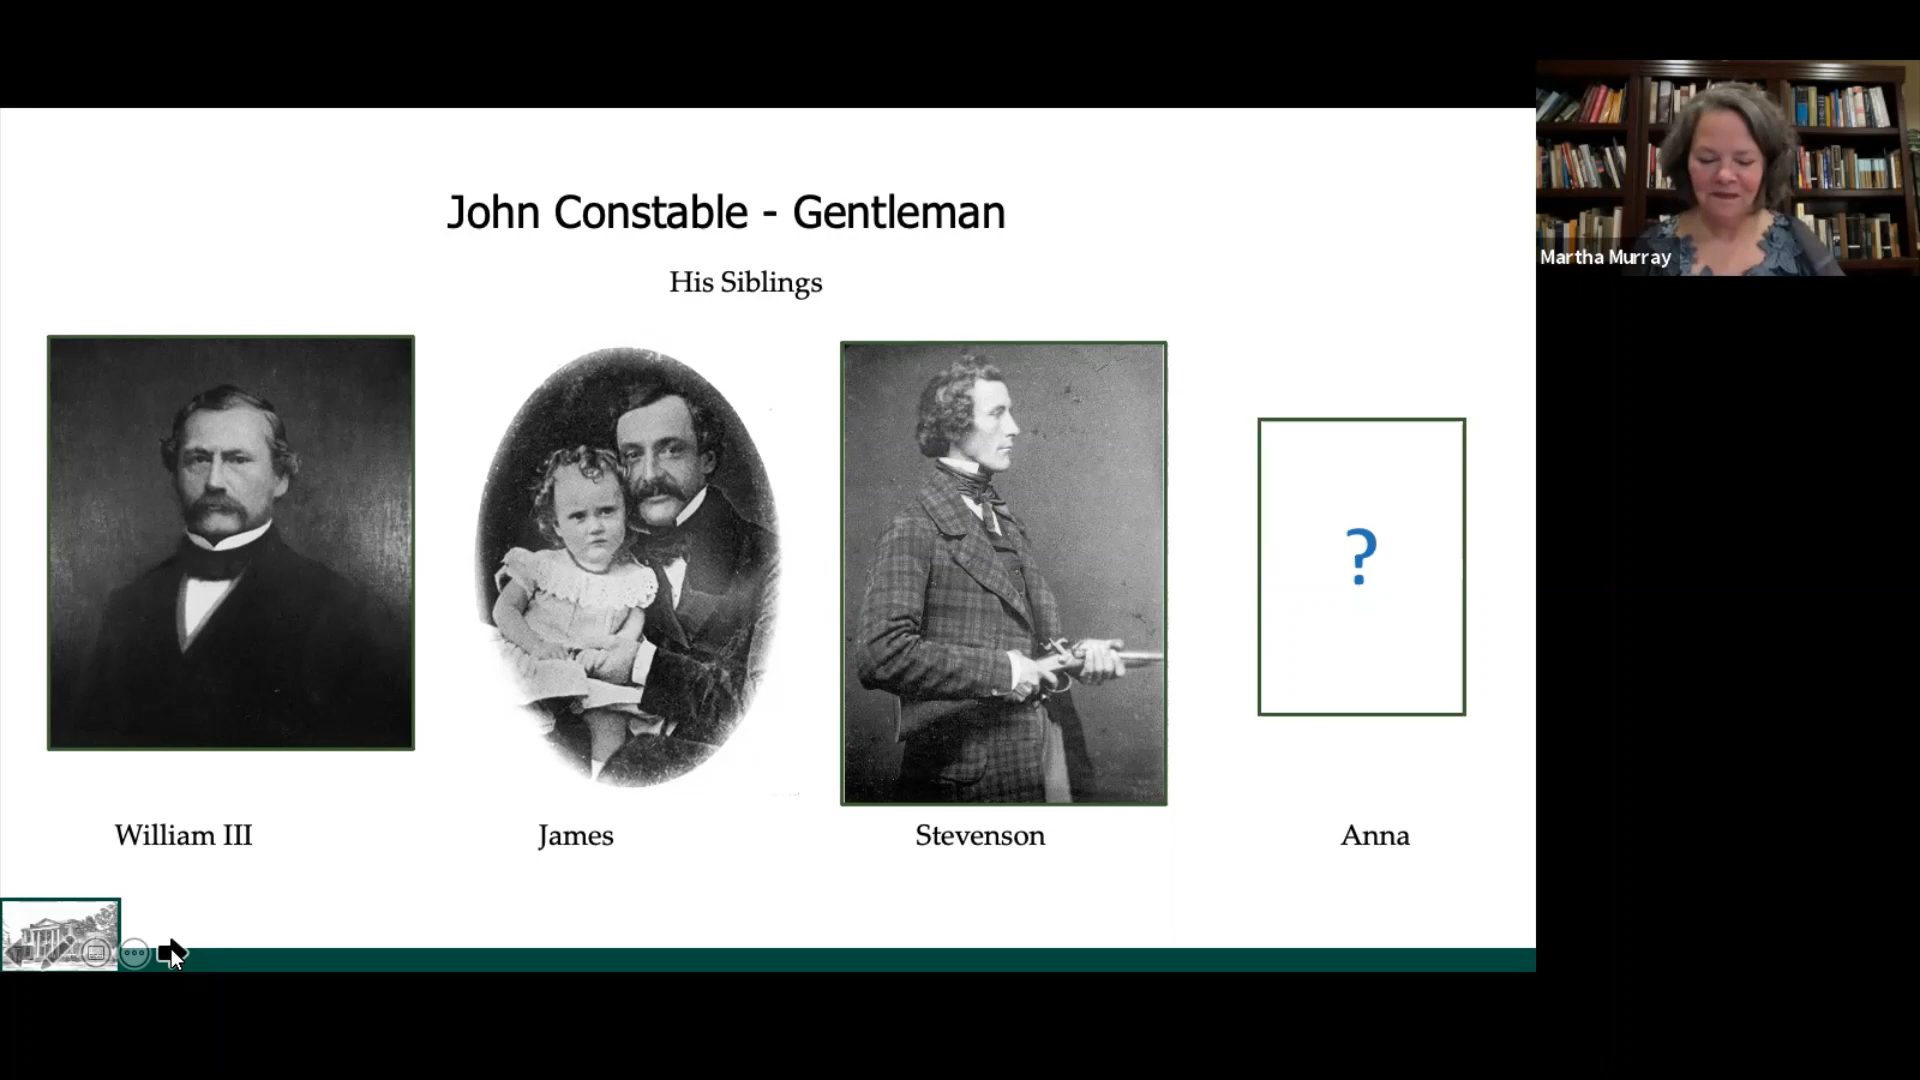 John Constable - Gentleman
His Siblings
Martha Murray
?
William III
James
Stevenson
Anna